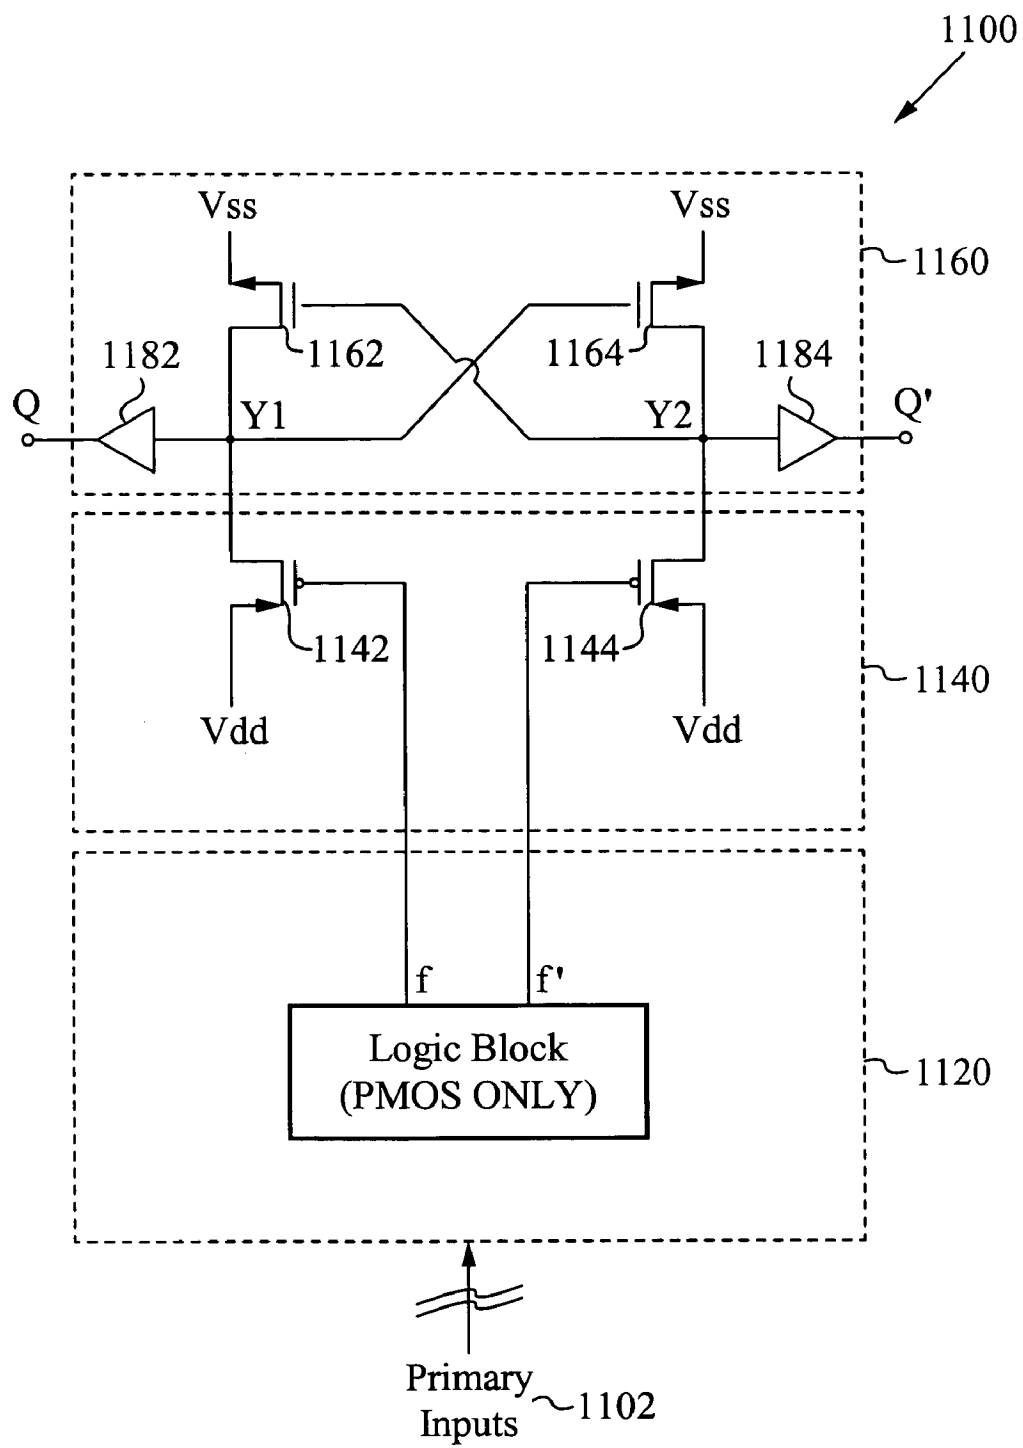 1100
Vss
Vss
1160
1162
1164
1182
1184
Q
Y1
Y2
Q'
1142
1144
1140
Vdd
Vdd
f
f'
Logic Block
(PMOS ONLY)
1120
Primary
Inputs
1102